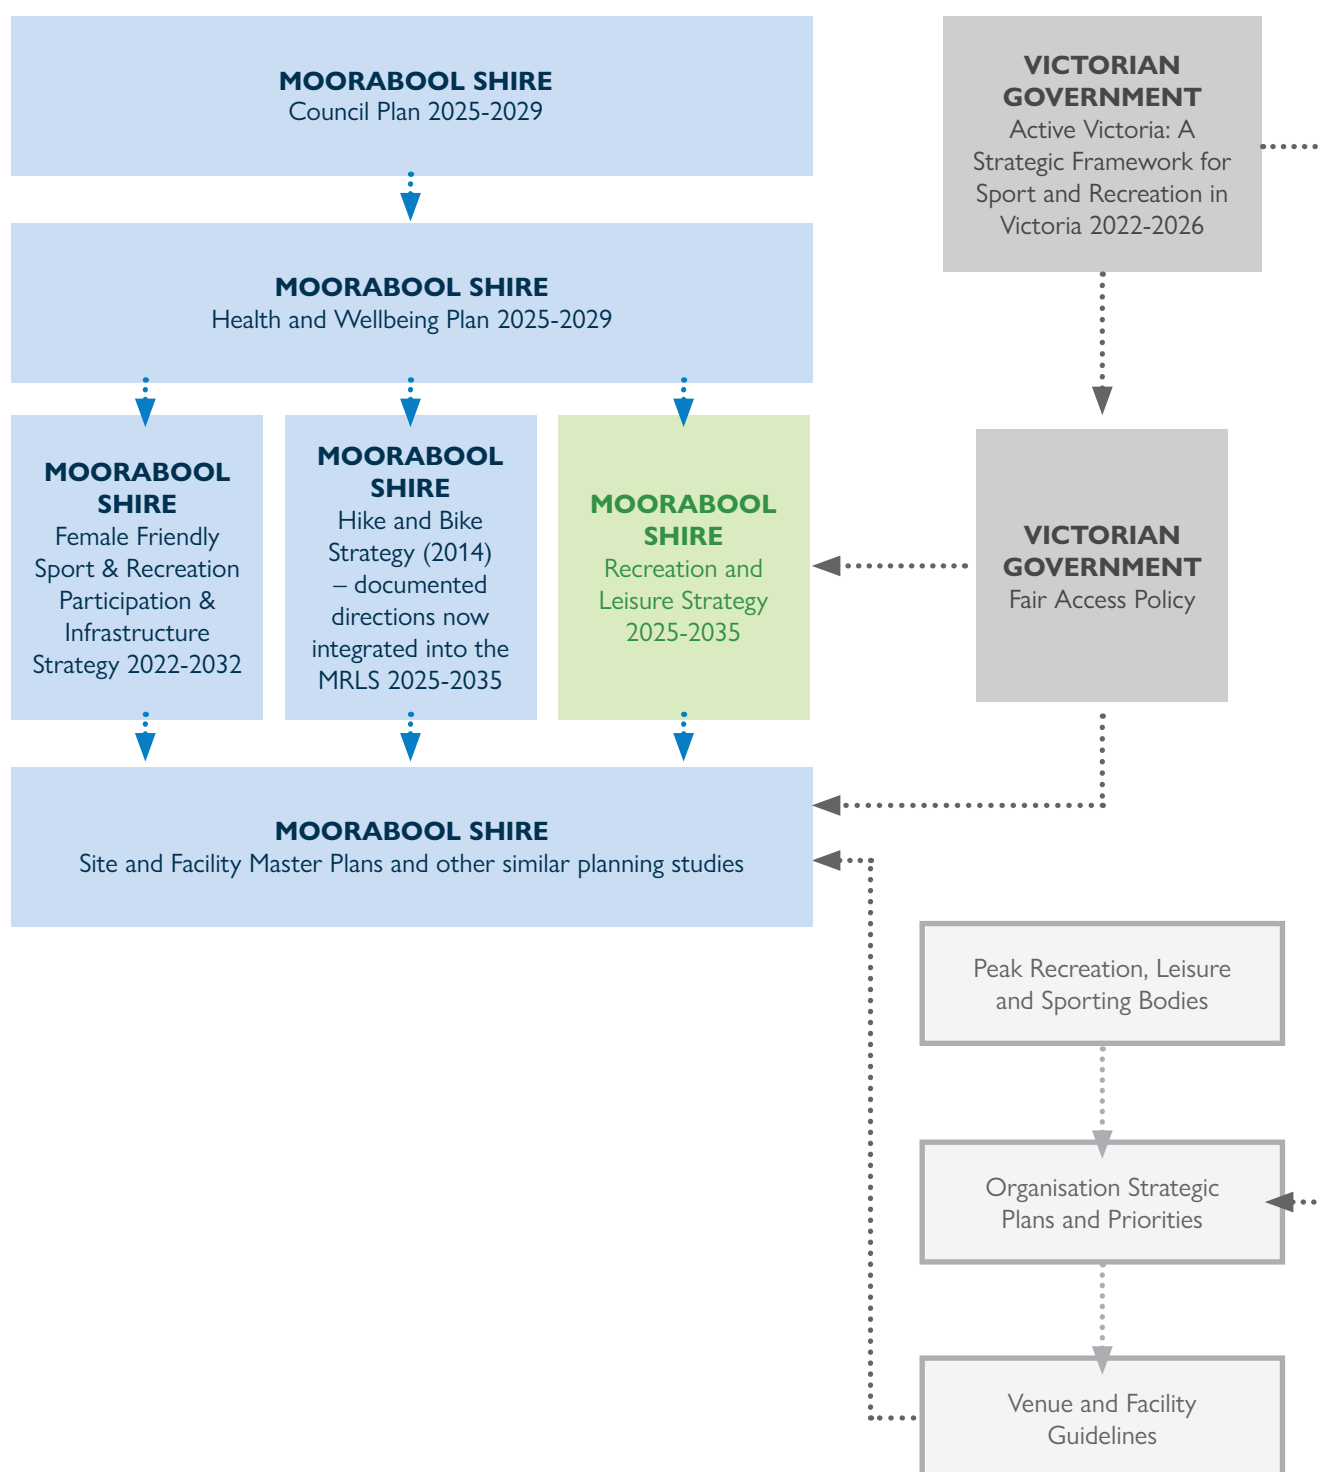 MOORABOOL SHIRE
Council Plan 2025-2029
MOORABOOL SHIRE
Health and Wellbeing Plan 2025-2029
MOORABOOL
SHIRE
Female Friendly
Sport & Recreation
Participation &
Infrastructure
Strategy 2022-2032
MOORABOOL
SHIRE
Hike and Bike
Strategy (2014)
– documented
directions now
integrated into the
MRLS 2025-2035
MOORABOOL
SHIRE
Recreation and
Leisure Strategy
2025-2035
MOORABOOL SHIRE
Site and Facility Master Plans and other similar planning studies
VICTORIAN
GOVERNMENT
Active Victoria: A
Strategic Framework for
Sport and Recreation in
Victoria 2022-2026
VICTORIAN
GOVERNMENT
Fair Access Policy
Peak Recreation, Leisure
and Sporting Bodies
Organisation Strategic
Plans and Priorities
Venue and Facility
Guidelines